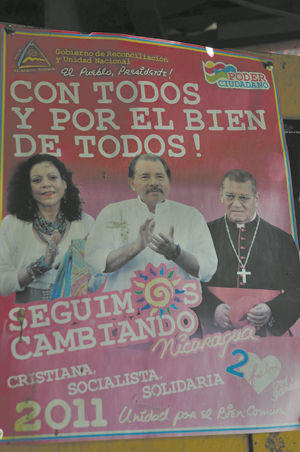 Gobierno de Reconciliación
y Unidad Nacional
El Pueblo, Presidente!
PODER
CIUDADANO
CON TODOS
Y POR EL BIEN
DE TODOS!
SEGUIMOS
CAMBIANDO
Nicaragua
CRISTIANA,
SOCIALISTA,
SOLIDARIA
2
2011
Unidad por el Bien Común